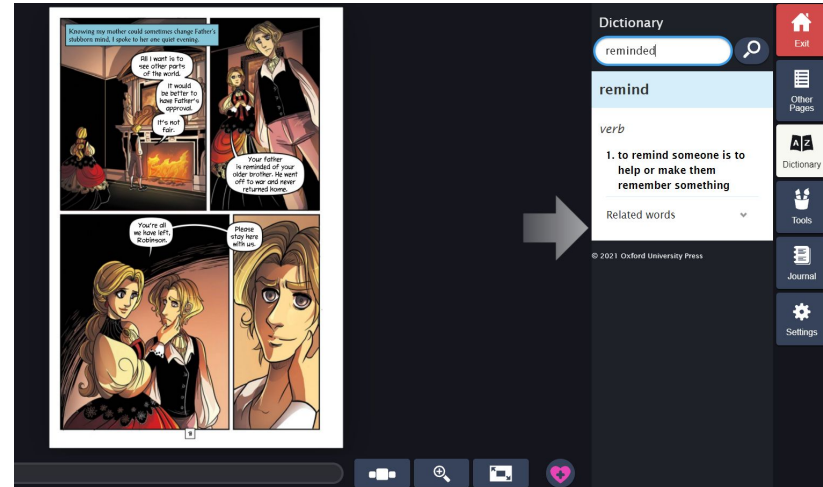 Knowing my mother could sometimes change Father's
stubborn mind, I spoke to her one quiet evening.
All I want is to
see other parts
of the world.
It would
be better to
have Father's
approval.
It's not
fair.
Your father
is reminded of your
older brother. He went
off to war and never
returned home.
You're all
we have left,
Robinson.
Please
stay here
with us.
Dictionary
reminded
remind
verb
1. to remind someone is to
help or make them
remember something
Related words
© 2021 Oxford University Press
Exit
Other
Pages
A Z
Dictionary
Tools
Journal
Settings